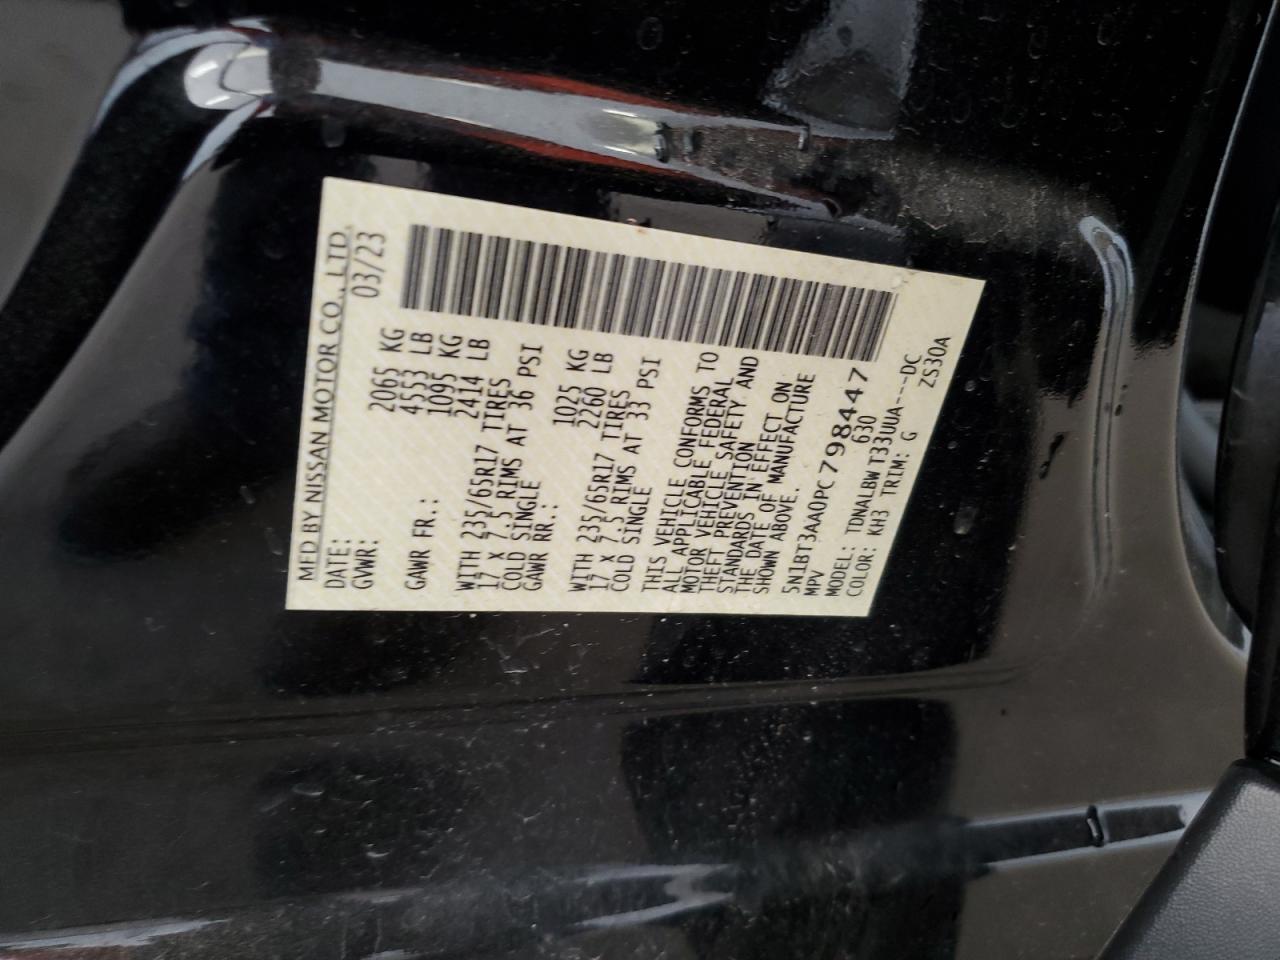 MFD BY NISSAN MOTOR CO., LTD.
DATE: 03/23
GVWR: 2065 KG
4553 LB
GAWR FR.: 1095 KG
2414 LB
WITH 235/65R17 TIRES
17 X 7.5 RIMS AT 36 PSI
COLD SINGLE
GAWR RR.: 1025 KG
2260 LB
WITH 235/65R17 TIRES
17 X 7.5 RIMS AT 33 PSI
COLD SINGLE
THIS VEHICLE CONFORMS TO
ALL APPLICABLE FEDERAL
MOTOR VEHICLE SAFETY AND
THEFT PREVENTION
STANDARDS IN EFFECT ON
THE DATE OF MANUFACTURE
SHOWN ABOVE.
5N1BT3AA0PC798447
MPV 630
MODEL: TDNALBW T33UUA----DC
COLOR: KH3 TRIM: G ZS30A